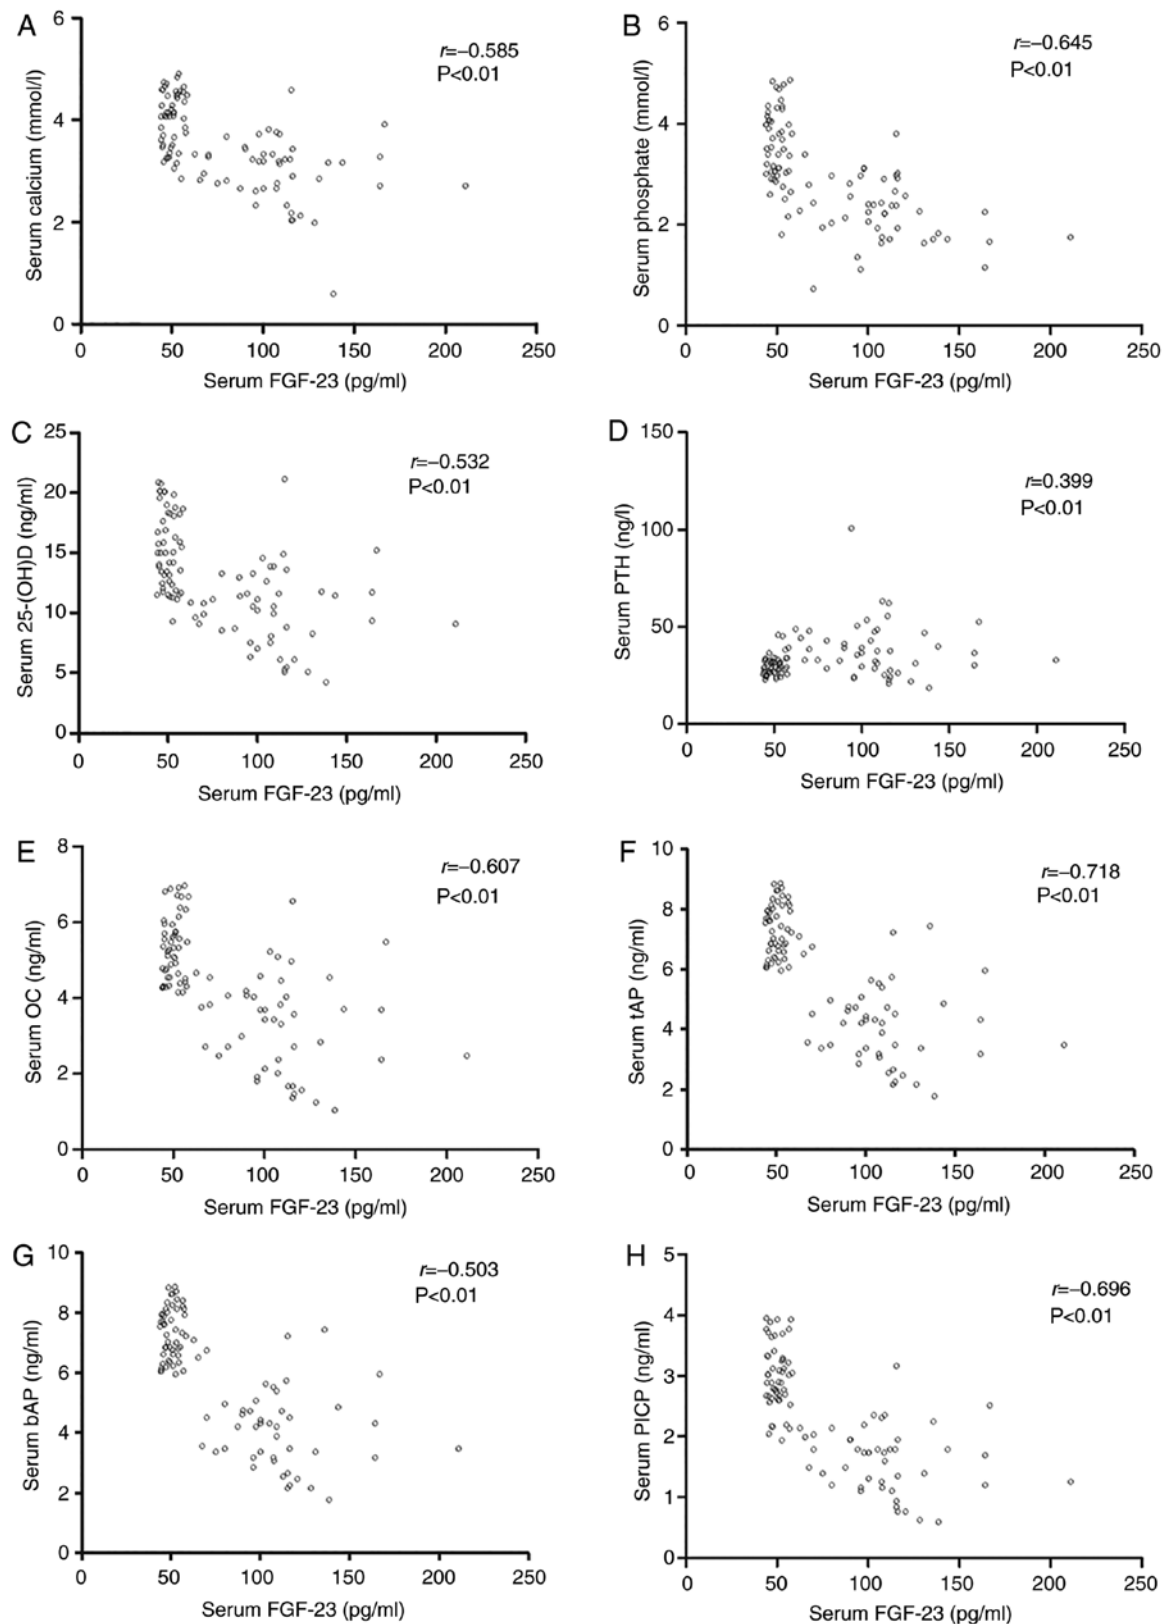 A
r=−0.585
P<0.01
Serum calcium (mmol/l)
6
4
2
0
0 50 100 150 200 250
Serum FGF-23 (pg/ml)
B
r=−0.645
P<0.01
Serum phosphate (mmol/l)
6
4
2
0
0 50 100 150 200 250
Serum FGF-23 (pg/ml)
C
r=−0.532
P<0.01
Serum 25-(OH)D (ng/ml)
25
20
15
10
5
0
0 50 100 150 200 250
Serum FGF-23 (pg/ml)
D
r=0.399
P<0.01
Serum PTH (ng/l)
150
100
50
0
0 50 100 150 200 250
Serum FGF-23 (pg/ml)
E
r=−0.607
P<0.01
Serum OC (ng/ml)
8
6
4
2
0
0 50 100 150 200 250
Serum FGF-23 (pg/ml)
F
r=−0.718
P<0.01
Serum tAP (ng/ml)
10
8
6
4
2
0
0 50 100 150 200 250
Serum FGF-23 (pg/ml)
G
r=−0.503
P<0.01
Serum bAP (ng/ml)
10
8
6
4
2
0
0 50 100 150 200 250
Serum FGF-23 (pg/ml)
H
r=−0.696
P<0.01
Serum PICP (ng/ml)
5
4
3
2
1
0
0 50 100 150 200 250
Serum FGF-23 (pg/ml)